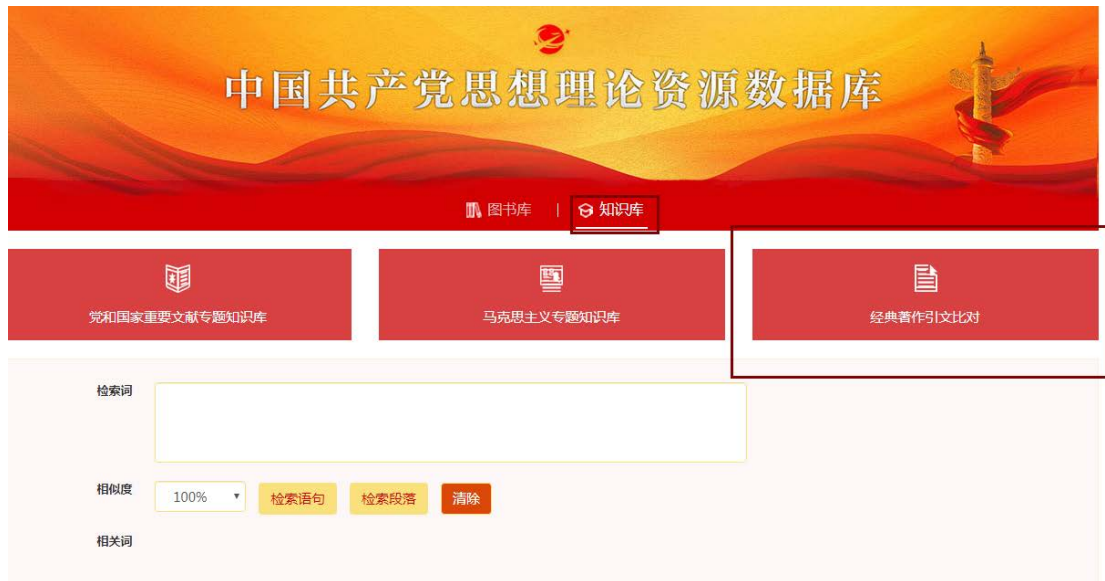 中国共产党思想理论资源数据库
图书库 | 知识库
党和国家重要文献专题知识库 马克思主义专题知识库 经典著作引文比对
检索词
相似度 100% 检索语句 检索段落 清除
相关词